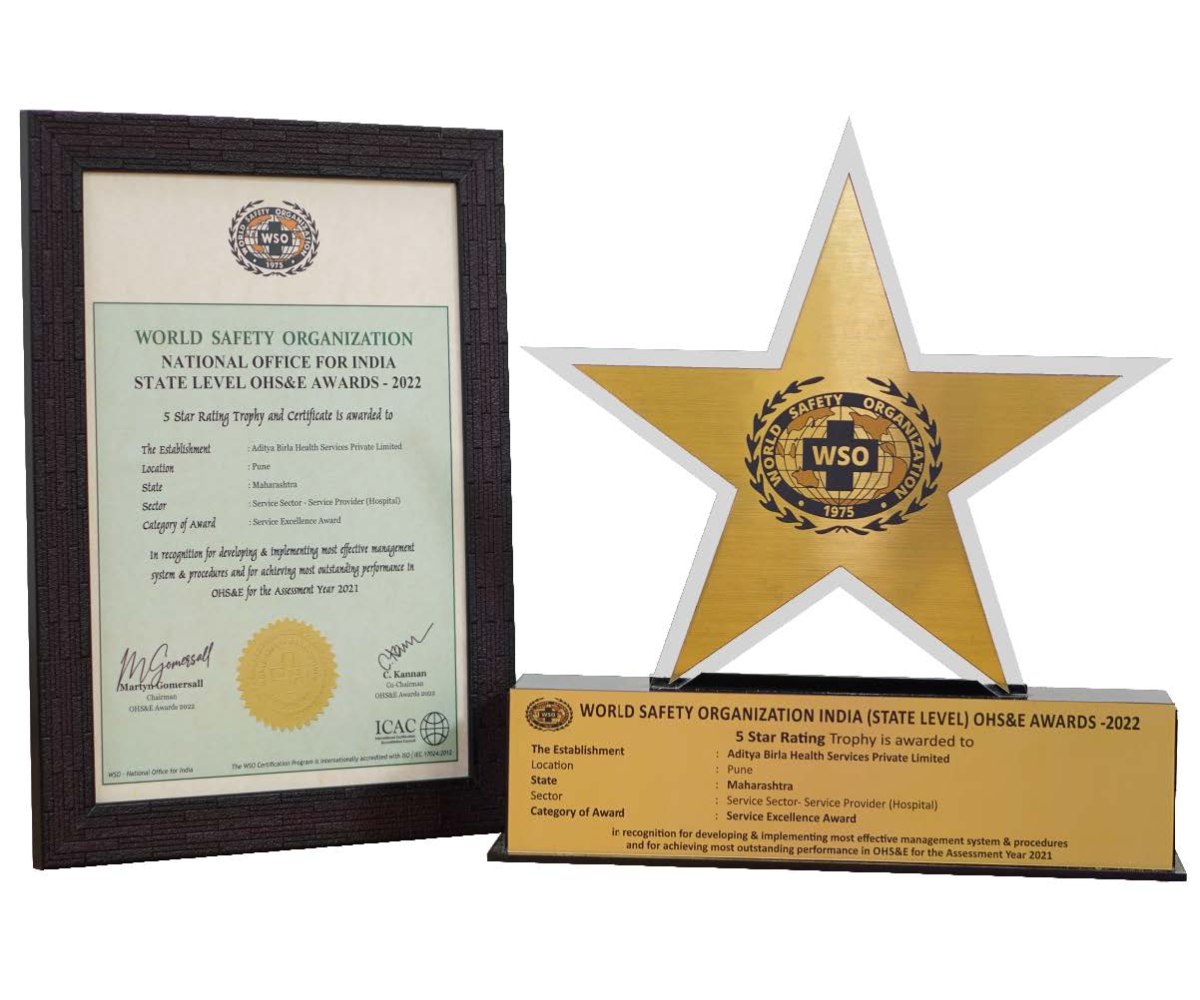 WORLD SAFETY ORGANIZATION
WSO
1975
WORLD SAFETY ORGANIZATION
NATIONAL OFFICE FOR INDIA
STATE LEVEL OHS&E AWARDS - 2022
5 Star Rating Trophy and Certificate is awarded to
The Establishment : Aditya Birla Health Services Private Limited
Location : Pune
State : Maharashtra
Sector : Service Sector - Service Provider (Hospital)
Category of Award : Service Excellence Award
In recognition for developing & implementing most effective management
system & procedures and for achieving most outstanding performance in
OHS&E for the Assessment Year 2021
M Gomersall
Martyn Gomersall
Chairman
OHS&E Awards 2022
C. Kannan
Co-Chairman
OHS&E Awards 2022
ICAC
International Certification
Accreditation Council
WSO - National Office for India
The WSO Certification Program is internationally accredited with ISO / IEC 17024:2012
WORLD SAFETY ORGANIZATION
WSO
1975
WSO
WORLD SAFETY ORGANIZATION INDIA (STATE LEVEL) OHS&E AWARDS -2022
5 Star Rating Trophy is awarded to
The Establishment : Aditya Birla Health Services Private Limited
Location : Pune
State : Maharashtra
Sector : Service Sector- Service Provider (Hospital)
Category of Award : Service Excellence Award
in recognition for developing & implementing most effective management system & procedures
and for achieving most outstanding performance in OHS&E for the Assessment Year 2021